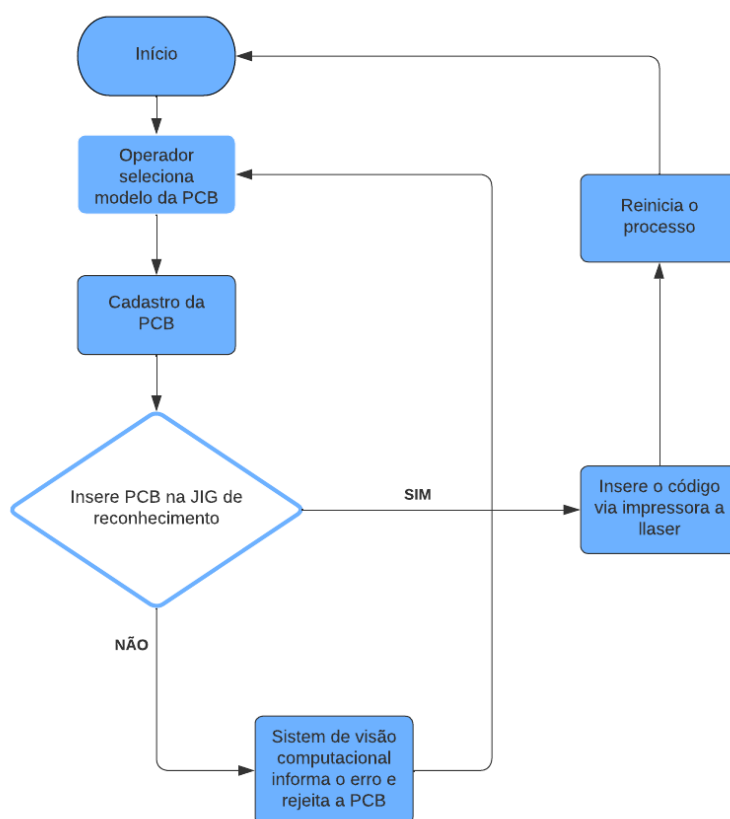 Início
Operador
seleciona
modelo da PCB
Cadastro da
PCB
Insere PCB na JIG de
reconhecimento
SIM
NÃO
Sistem de visão
computacional
informa o erro e
rejeita a PCB
Insere o código
via impressora a
llaser
Reinicia o
processo